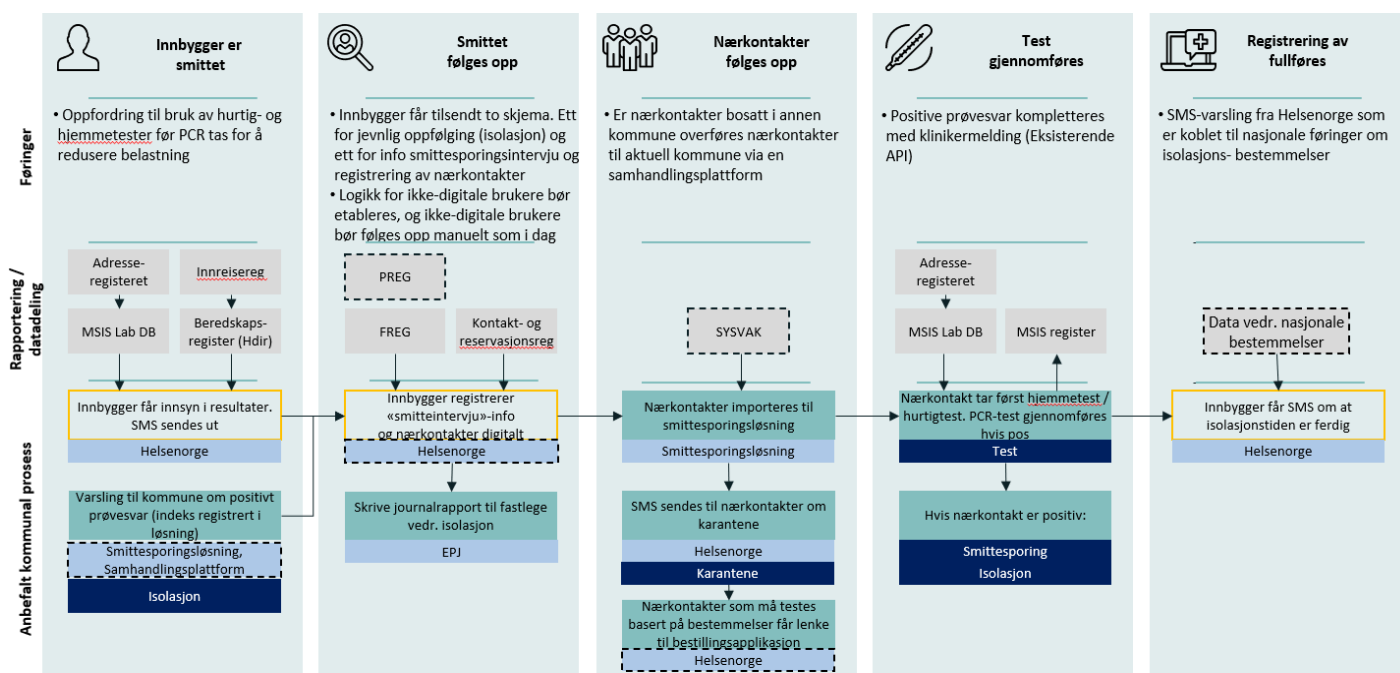 Innbygger er
smittet
Smittet
følges opp
Nærkontakter
følges opp
Test
gjennomføres
Registrering av
fullføres
Føringer
• Oppfordring til bruk av hurtig- og
hjemmetester før PCR tas for å
redusere belastning
• Innbygger får tilsendt to skjema. Ett
for jevnlig oppfølging (isolasjon) og
ett for info smittesporingsintervju og
registrering av nærkontakter
• Logikk for ikke-digitale brukere bør
etableres, og ikke-digitale brukere
bør følges opp manuelt som i dag
• Er nærkontakter bosatt i annen
kommune overføres nærkontakter
til aktuell kommune via en
samhandlingsplattform
• Positive prøvesvar kompletteres
med klinikermelding (Eksisterende
API)
• SMS-varsling fra Helsenorge som
er koblet til nasjonale føringer om
isolasjons- bestemmelser
Rapportering /
datadeling
Adresse-
registeret
Innreisereg
MSIS Lab DB
Beredskaps-
register (Hdir)
PREG
FREG
Kontakt- og
reservasjonsreg
SYSVAK
Adresse-
registeret
MSIS Lab DB
MSIS register
Data vedr. nasjonale
bestemmelser
Anbefalt kommunal prosess
Innbygger får innsyn i resultater.
SMS sendes ut
Helsenorge
Varsling til kommune om positivt
prøvesvar (indeks registrert i
løsning)
Smittesporingsløsning,
Samhandlingsplattform
Isolasjon
Innbygger registrerer
«smitteintervju»-info
og nærkontakter digitalt
Helsenorge
Skrive journalrapport til fastlege
vedr. isolasjon
EPJ
Nærkontakter importeres til
smittesporingsløsning
Smittesporingsløsning
SMS sendes til nærkontakter om
karantene
Helsenorge
Karantene
Nærkontakter som må testes
basert på bestemmelser får lenke
til bestillingsapplikasjon
Helsenorge
Nærkontakt tar først hjemmetest /
hurtigtest. PCR-test gjennomføres
hvis pos
Test
Hvis nærkontakt er positiv:
Smittesporing
Isolasjon
Innbygger får SMS om at
isolasjonstiden er ferdig
Helsenorge